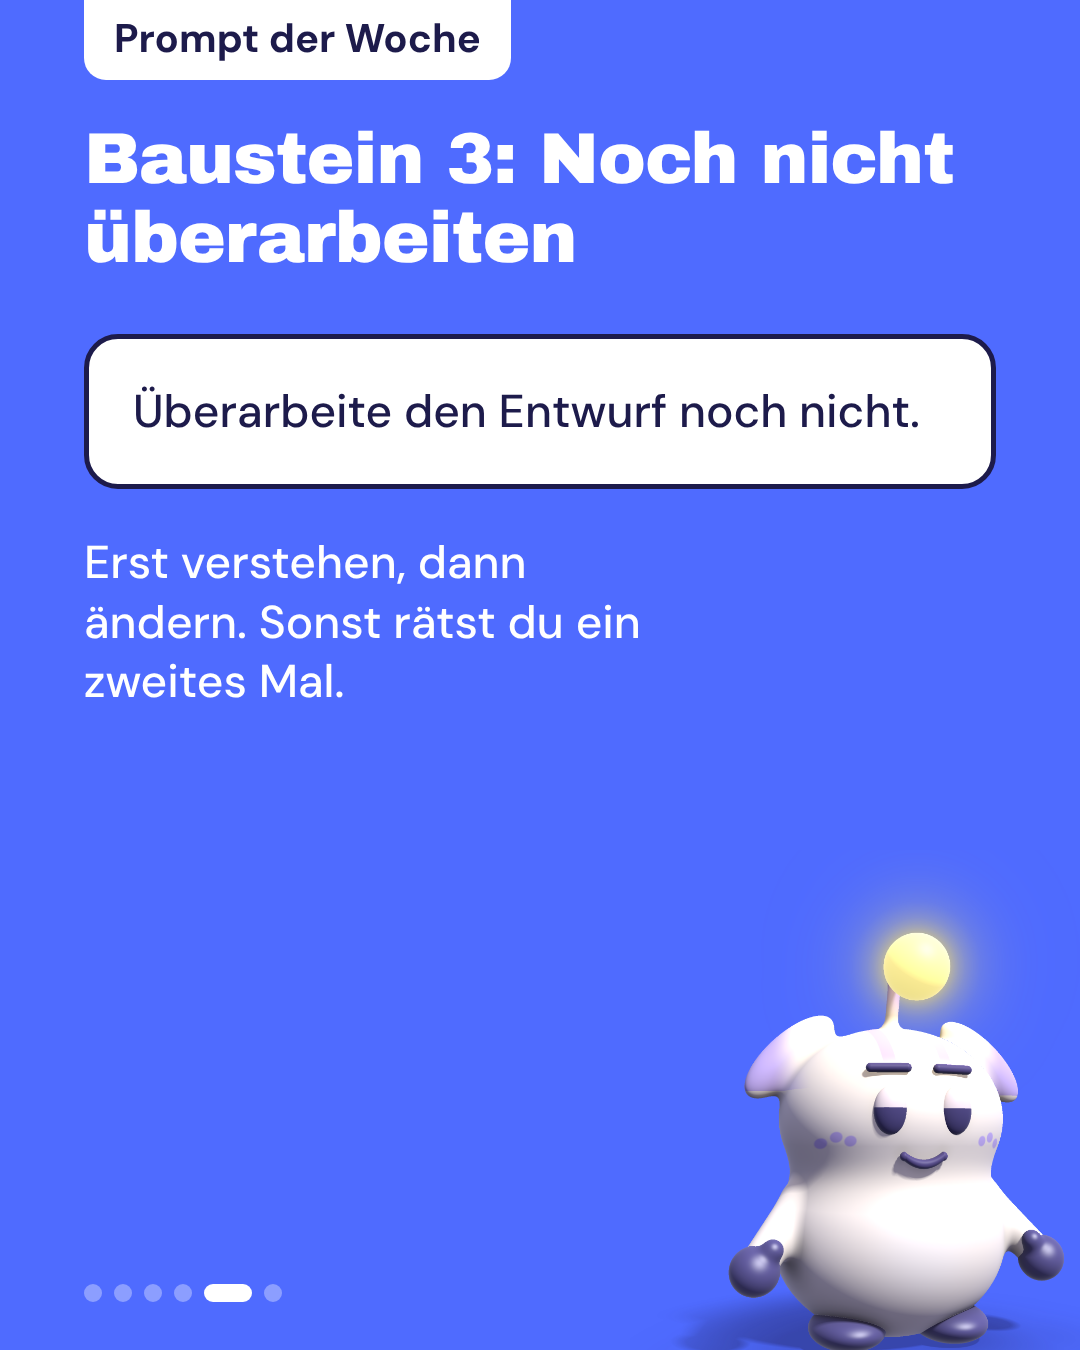 Prompt der Woche
Baustein 3: Noch nicht
überarbeiten
Überarbeite den Entwurf noch nicht.
Erst verstehen, dann
ändern. Sonst rätst du ein
zweites Mal.